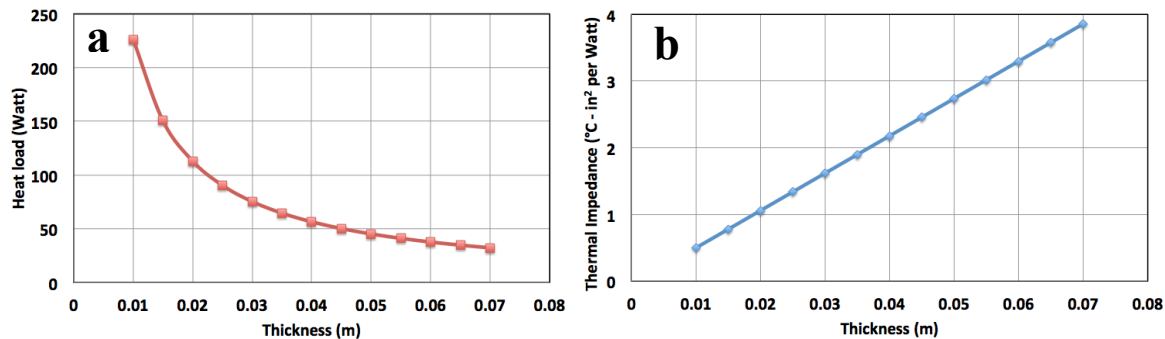 a
Heat load (Watt)
250
200
150
100
50
0
0 0.01 0.02 0.03 0.04 0.05 0.06 0.07 0.08
Thickness (m)
b
Thermal Impedance (°C - in² per Watt)
4
3
2
1
0
0 0.01 0.02 0.03 0.04 0.05 0.06 0.07 0.08
Thickness (m)